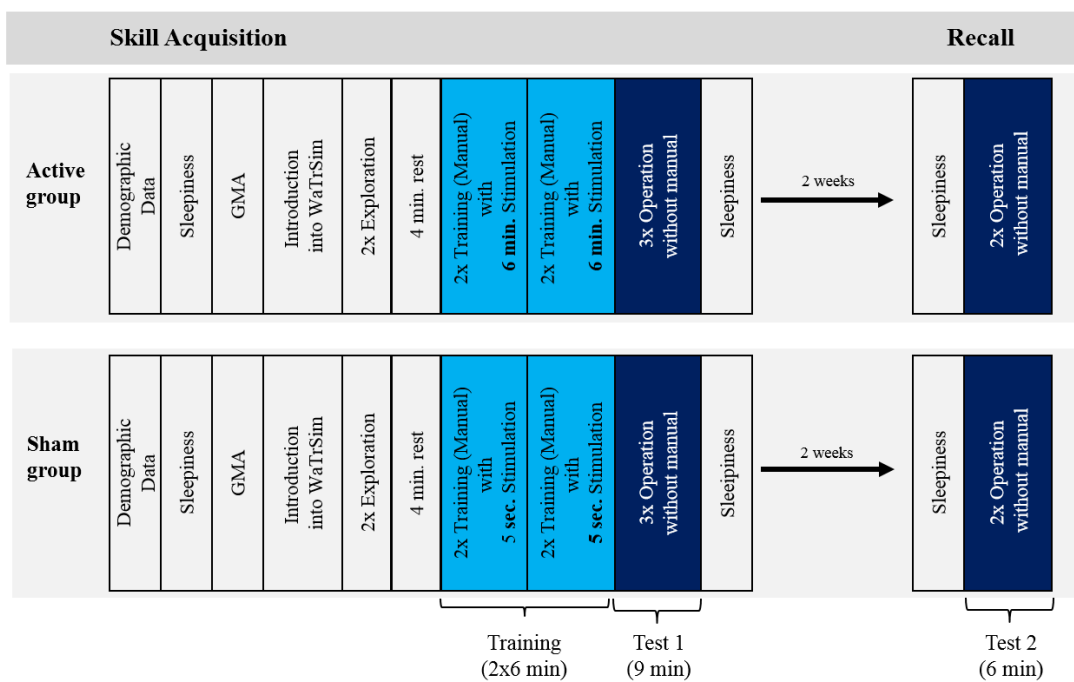 Skill Acquisition
Recall
Active
group
Demographic
Data
Sleepiness
GMA
Introduction
into WaTrSim
2x Exploration
4 min. rest
2x Training (Manual)
with
6 min. Stimulation
2x Training (Manual)
with
6 min. Stimulation
3x Operation
without manual
Sleepiness
2 weeks
Sleepiness
2x Operation
without manual
Sham
group
Demographic
Data
Sleepiness
GMA
Introduction
into WaTrSim
2x Exploration
4 min. rest
2x Training (Manual)
with
5 sec. Stimulation
2x Training (Manual)
with
5 sec. Stimulation
3x Operation
without manual
Sleeipiness
2 weeks
Sleepiness
2x Operation
without manual
Training
(2x6 min)
Test 1
(9 min)
Test 2
(6 min)